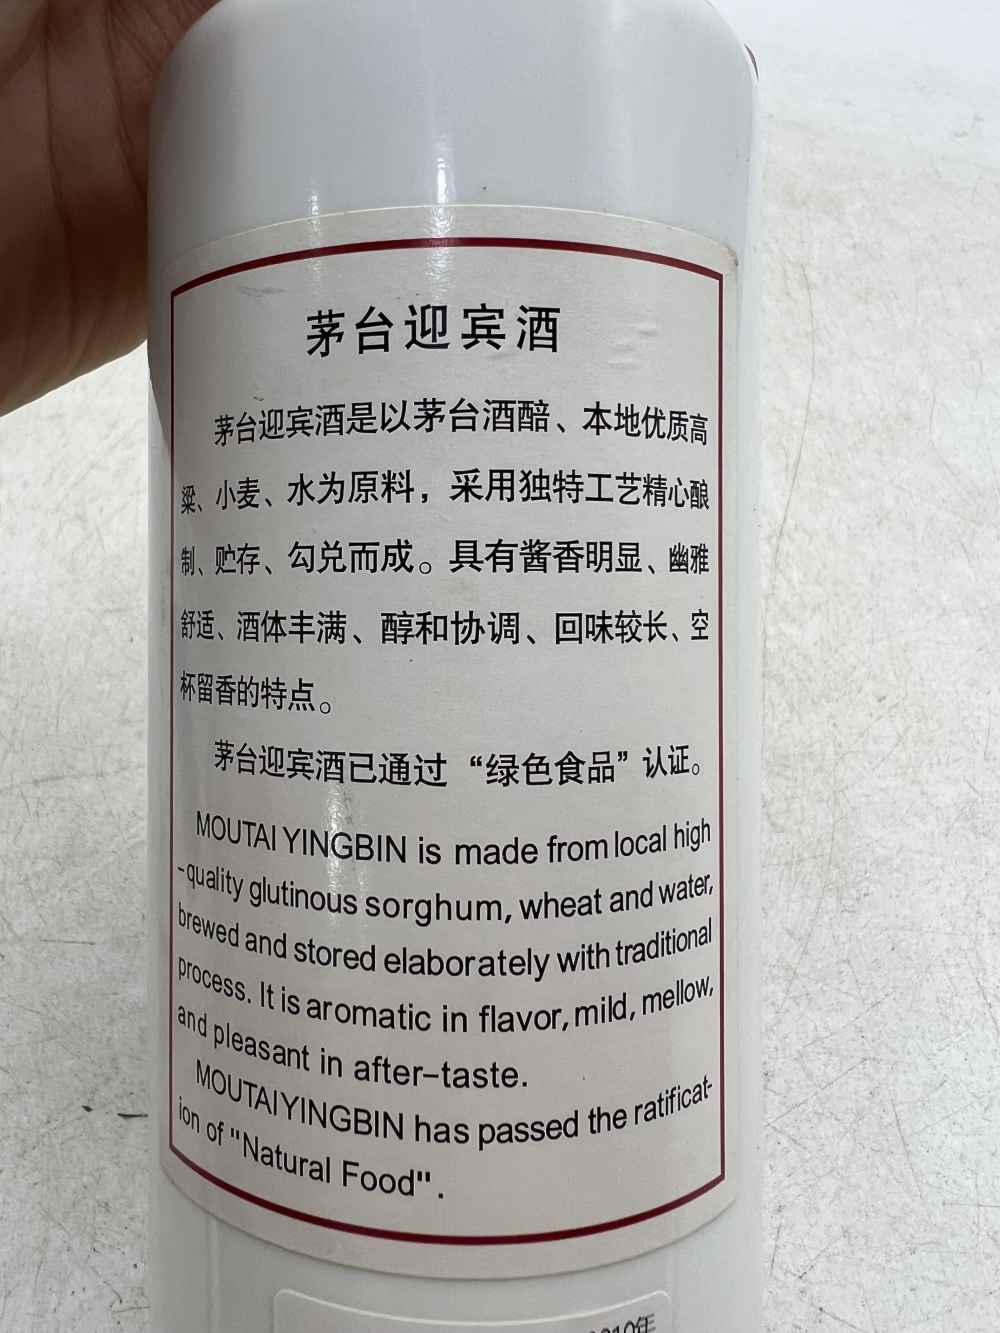 茅台迎宾酒
茅台迎宾酒是以茅台酒醅、本地优质高
粱、小麦、水为原料，采用独特工艺精心酿
制、贮存、勾兑而成。具有酱香明显、幽雅
舒适、酒体丰满、醇和协调、回味较长、空
杯留香的特点。
茅台迎宾酒已通过“绿色食品”认证。
MOUTAI YINGBIN is made from local high
-quality glutinous sorghum, wheat and water,
brewed and stored elaborately with traditional
process. It is aromatic in flavor, mild, mellow,
and pleasant in after-taste.
MOUTAIYINGBIN has passed the ratificat-
ion of "Natural Food".